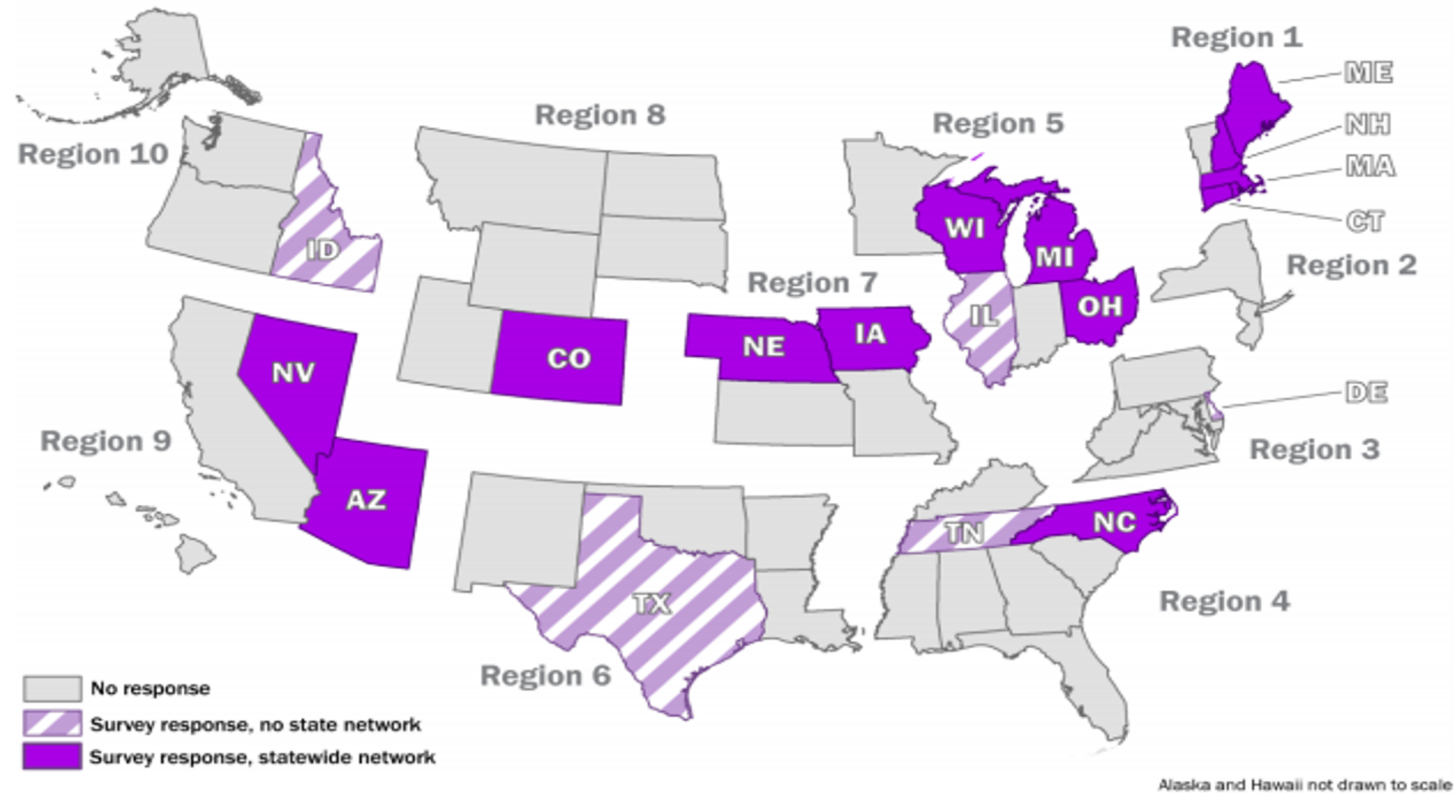 Region 1
ME
NH
MA
CT
Region 10
ID
Region 8
Region 5
WI
MI
IL
OH
Region 2
Region 7
NE
IA
NV
CO
DE
Region 9
AZ
Region 3
TN
NC
TX
Region 6
Region 4
No response
Survey response, no state network
Survey response, statewide network
Alaska and Hawaii not drawn to scale